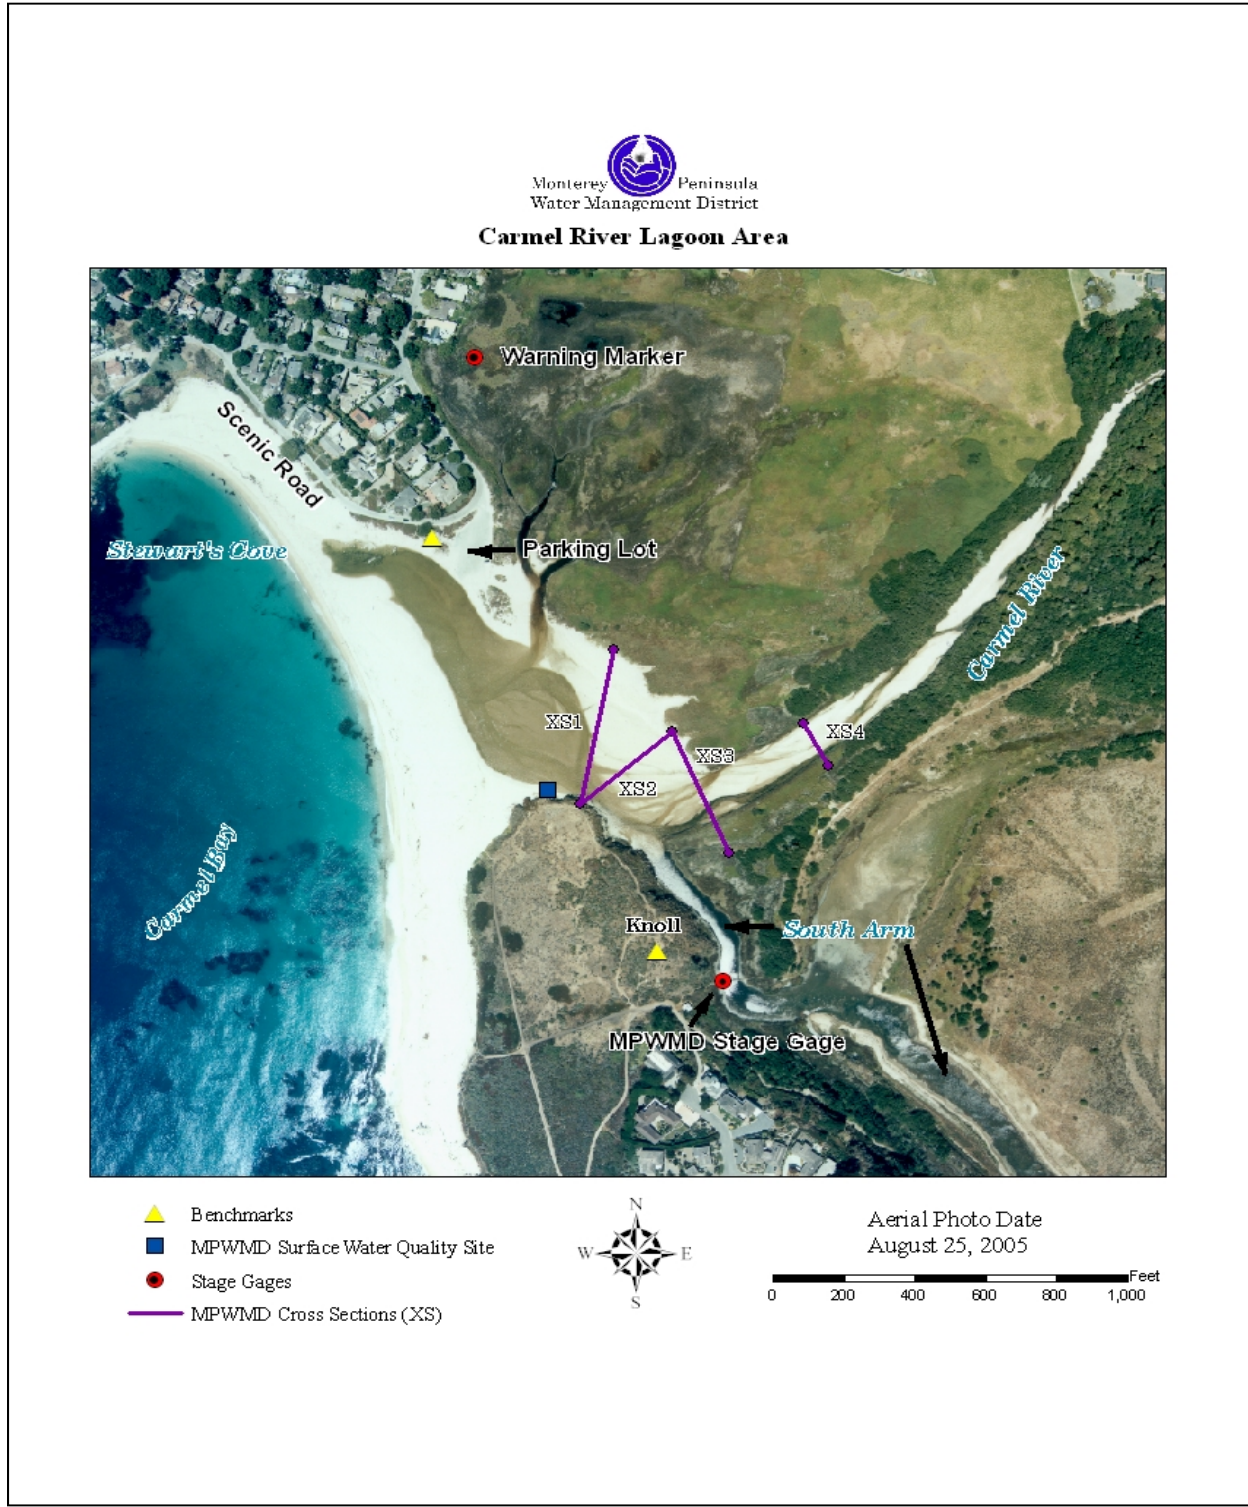 Monterey Peninsula
Water Management District
Carmel River Lagoon Area
Warning Marker
Scenic Road
Stewart's Cove
Parking Lot
Carmel River
XS1
XS3
XS4
XS2
Carmel Bay
Knoll
South Arm
MPWMD Stage Gage
Benchmarks
MPWMD Surface Water Quality Site
Stage Gages
MPWMD Cross Sections (XS)
N
W E
S
Aerial Photo Date
August 25, 2005
Feet
0 200 400 600 800 1,000